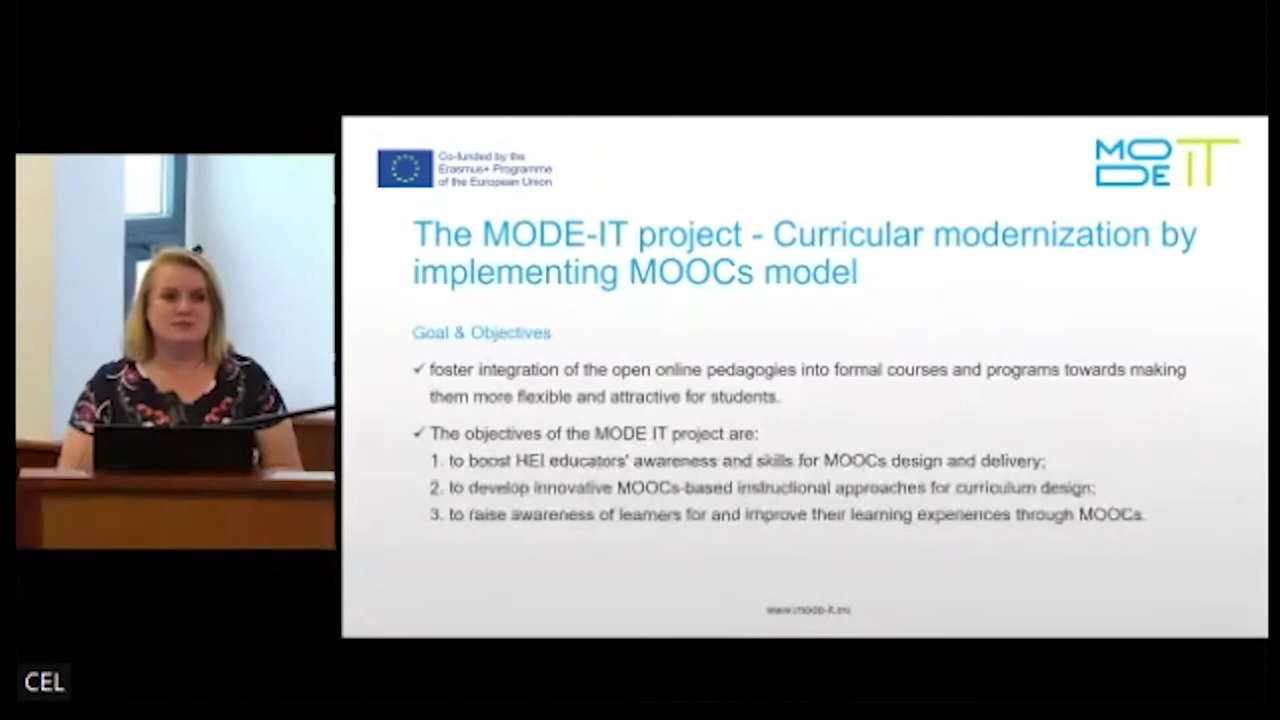 Co-funded by the
Erasmus+ Programme
of the European Union
MO
DE IT
The MODE-IT project - Curricular modernization by
implementing MOOCs model
Goal & Objectives
✓ foster integration of the open online pedagogies into formal courses and programs towards making
them more flexible and attractive for students.
✓ The objectives of the MODE IT project are:
1. to boost HEI educators' awareness and skills for MOOCs design and delivery;
2. to develop innovative MOOCs-based instructional approaches for curriculum design;
3. to raise awareness of learners for and improve their learning experiences through MOOCs.
www.mode-it.eu
CEL